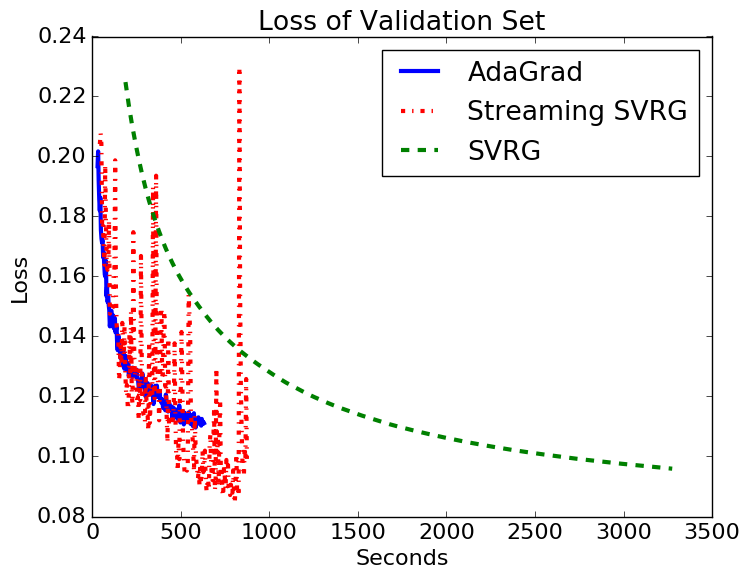 Loss of Validation Set
0.24
0.22
0.20
0.18
0.16
0.14
0.12
0.10
0.08
Loss
AdaGrad
Streaming SVRG
SVRG
0 500 1000 1500 2000 2500 3000 3500
Seconds